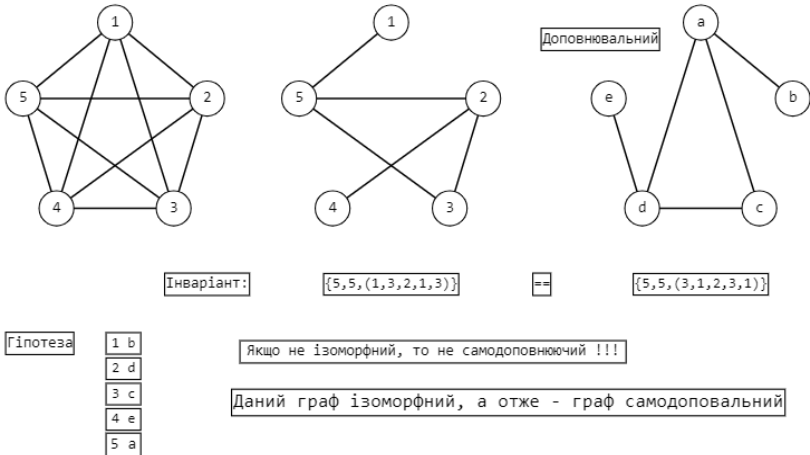 1
5
2
4
3
1
5
2
4
3
Доповнювальний
a
e
b
d
c
Інваріант:
{5,5,(1,3,2,1,3)}
==
{5,5,(3,1,2,3,1)}
Гіпотеза
1 b
2 d
3 c
4 e
5 a
Якщо не ізоморфний, то не самодоповнюючий !!!
Даний граф ізоморфний, а отже - граф самодоповальний